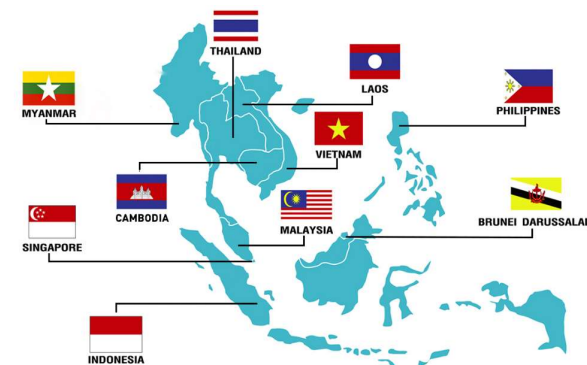 THAILAND
LAOS
MYANMAR
PHILIPPINES
VIETNAM
CAMBODIA
MALAYSIA
BRUNEI DARUSSALA
SINGAPORE
INDONESIA